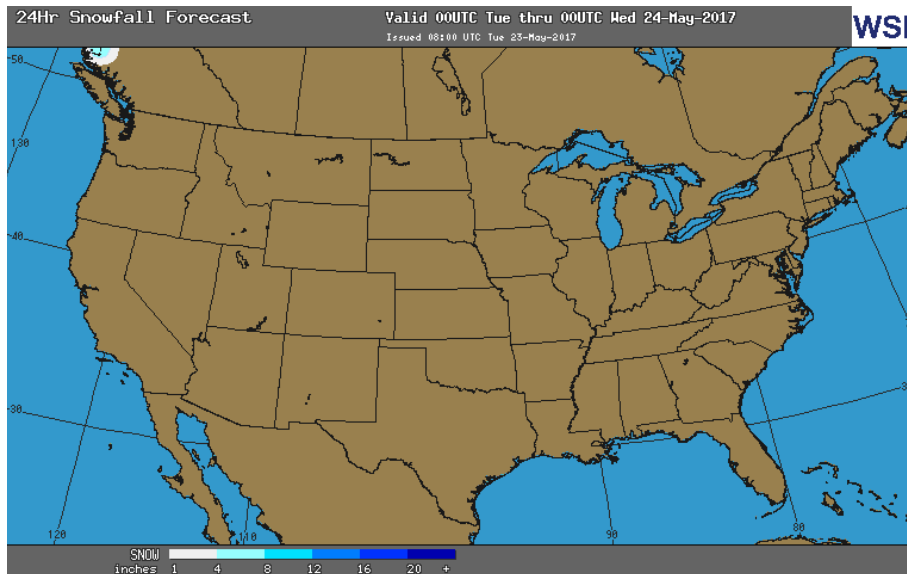 24Hr Snowfall Forecast
Valid 00UTC Tue thru 00UTC Wed 24-May-2017
Issued 08:00 UTC Tue 23-May-2017
WSI
50
130
40
30
120
110
90
80
SNOW
inches 1 4 8 12 16 20 +